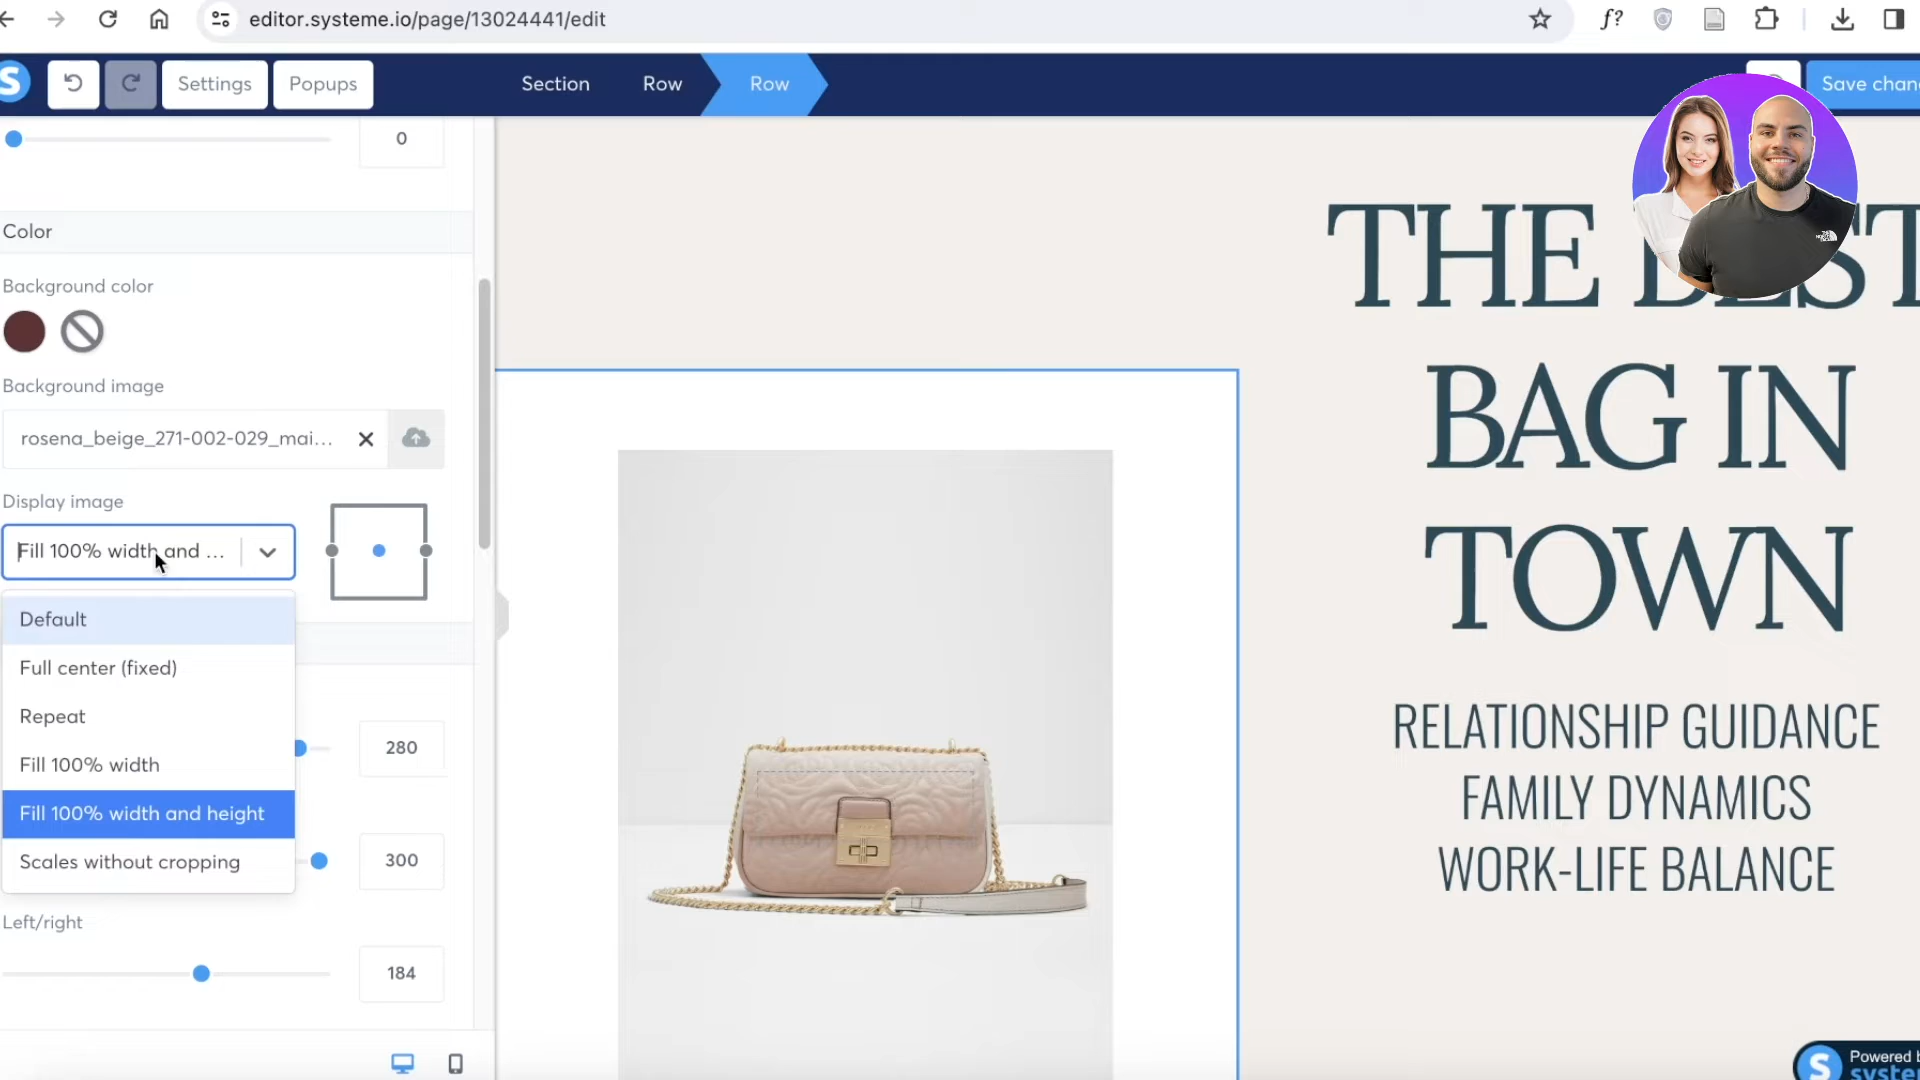 editor.systeme.io/page/13024441/edit
f?
S
Settings
Popups
Section
Row
Row
Save chan
0
Color
Background color
Background image
rosena_beige_271-002-029_mai...
Display image
Fill 100% width and ...
Default
Full center (fixed)
Repeat
Fill 100% width
Fill 100% width and height
Scales without cropping
280
300
Left/right
184
THE BEST
BAG IN
TOWN
RELATIONSHIP GUIDANCE
FAMILY DYNAMICS
WORK-LIFE BALANCE
S
Powered b
syste